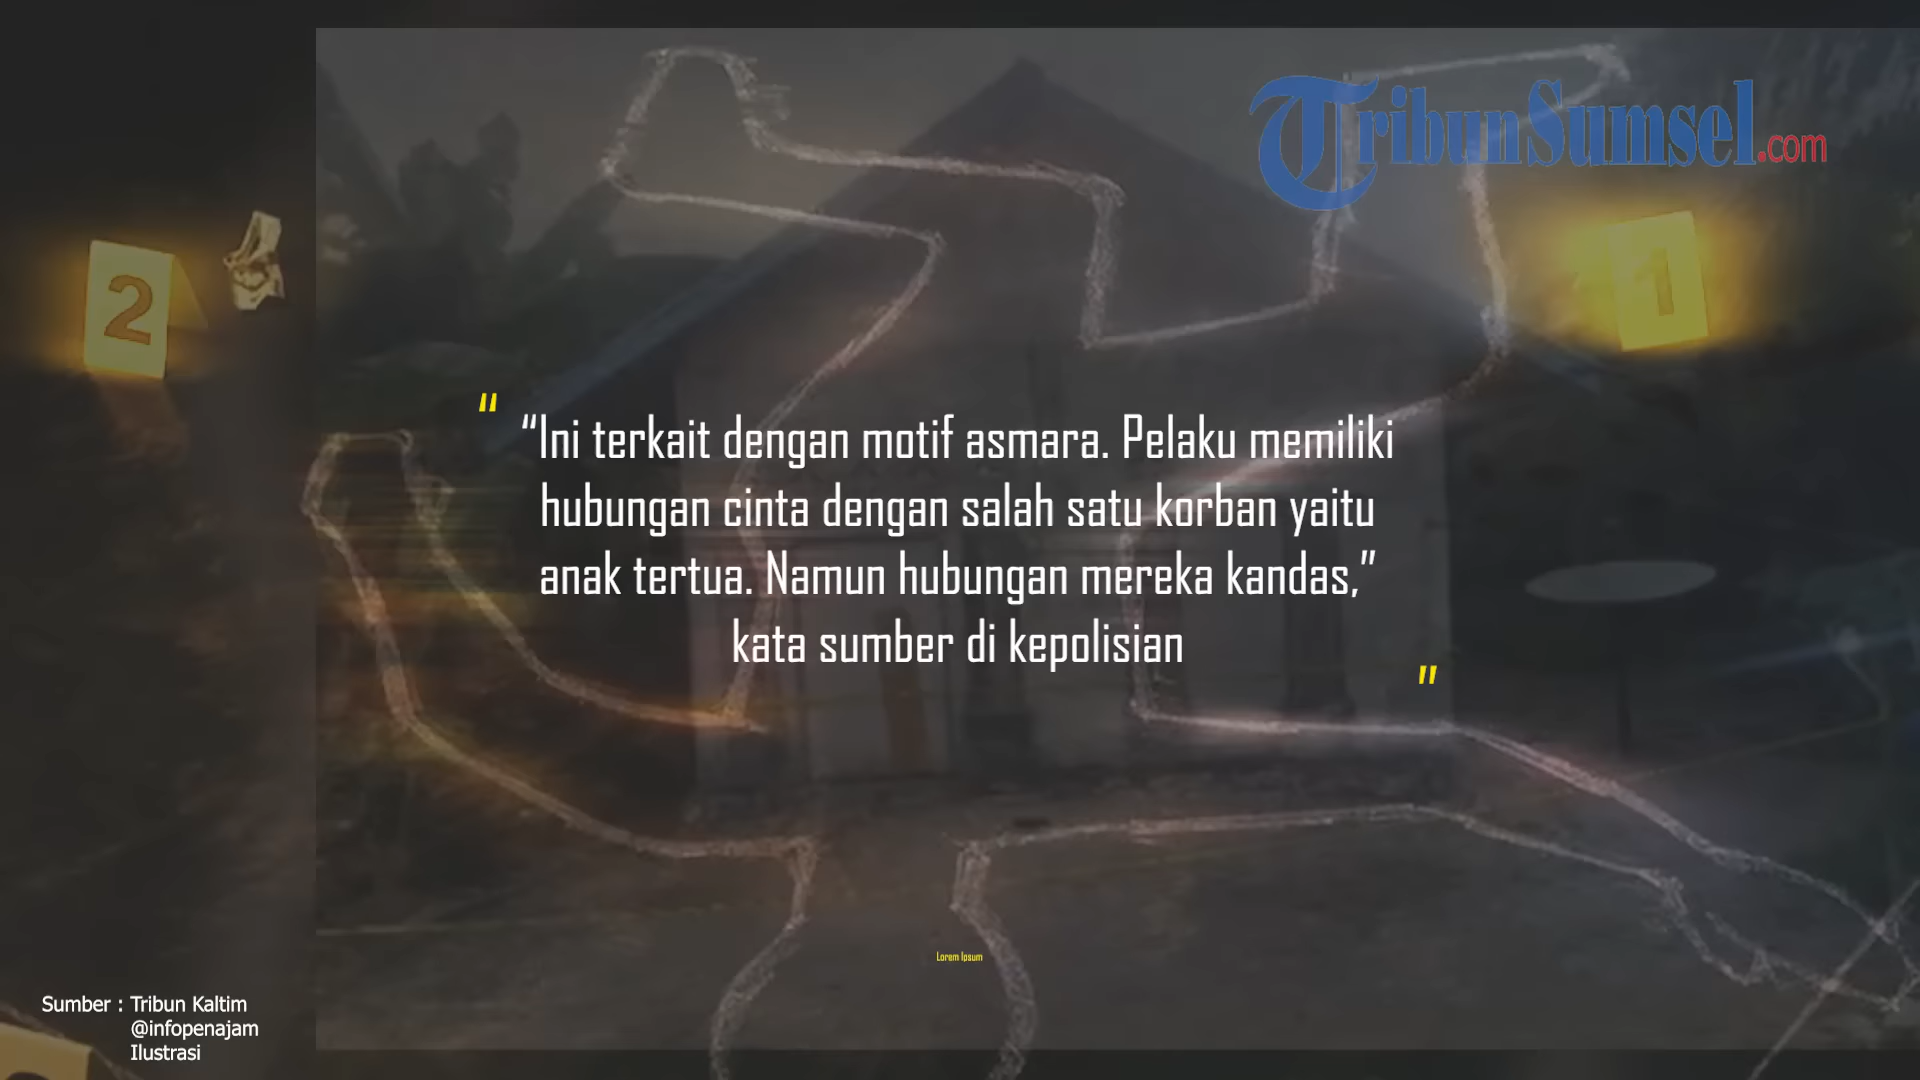 TribunSumsel.com
2
1
"
“Ini terkait dengan motif asmara. Pelaku memiliki
hubungan cinta dengan salah satu korban yaitu
anak tertua. Namun hubungan mereka kandas,”
kata sumber di kepolisian
"
Lorem Ipsum
Sumber : Tribun Kaltim
@infopenajam
Ilustrasi